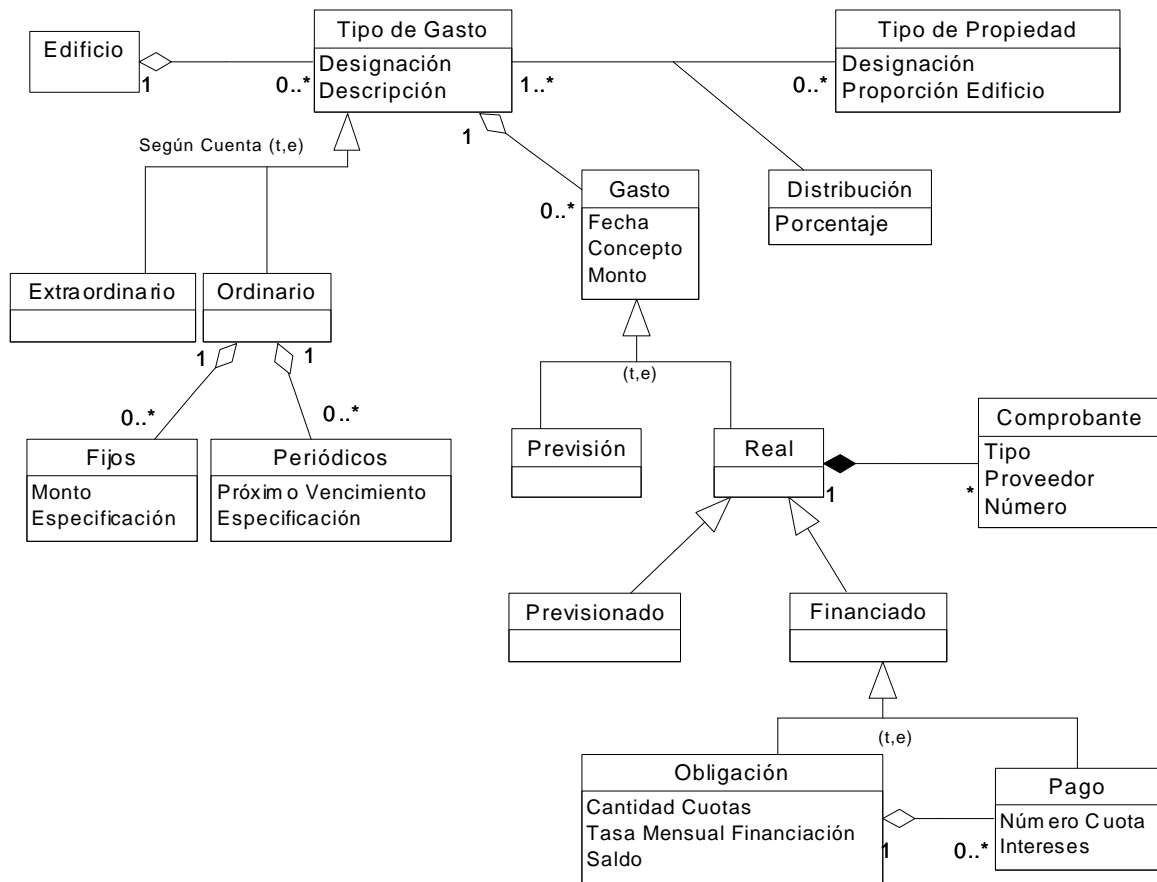 Edificio
1
0..*
Tipo de Gasto
Designación
Descripción
1..*
0..*
Tipo de Propiedad
Designación
Proporción Edificio
Según Cuenta (t,e)
1
0..*
Gasto
Fecha
Concepto
Monto
Distribución
Porcentaje
Extraordinario
Ordinario
1
1
0..*
0..*
Fijos
Monto
Especificación
Periódicos
Próximo Vencimiento
Especificación
(t,e)
Previsión
Real
1
*
Comprobante
Tipo
Proveedor
Número
Previsionado
Financiado
(t,e)
Obligación
Cantidad Cuotas
Tasa Mensual Financiación
Saldo
1
0..*
Pago
Número Cuota
Intereses